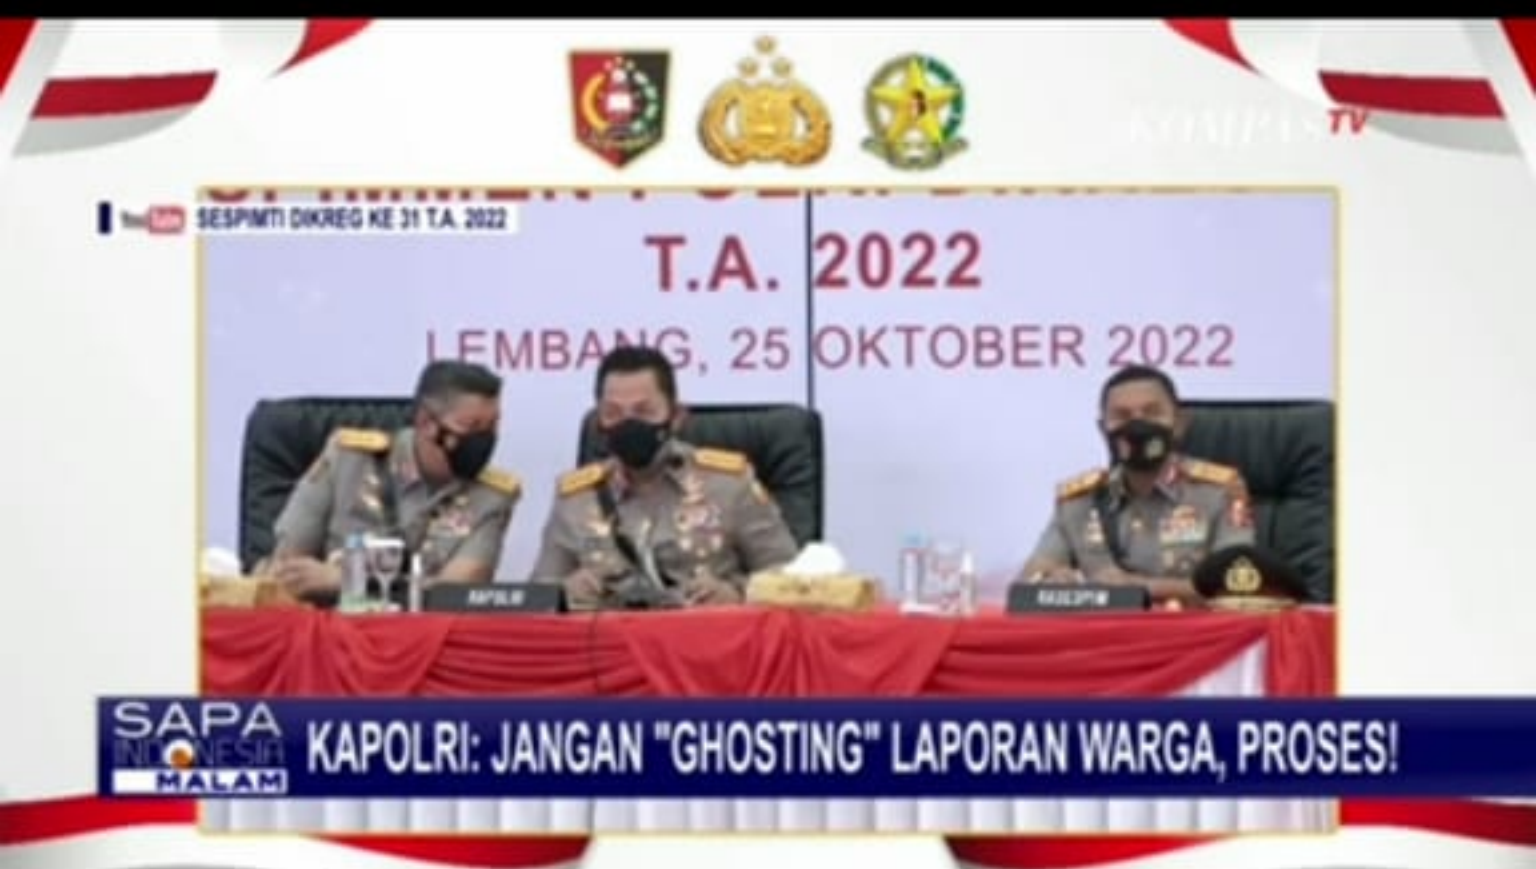 KOMPAS TV
YouTube SESPIMTI DIKREG KE 31 T.A. 2022
T.A. 2022
LEMBANG, 25 OKTOBER 2022
KAPOLRI
SAPA
INDONESIA
MALAM
KAPOLRI: JANGAN "GHOSTING" LAPORAN WARGA, PROSES!